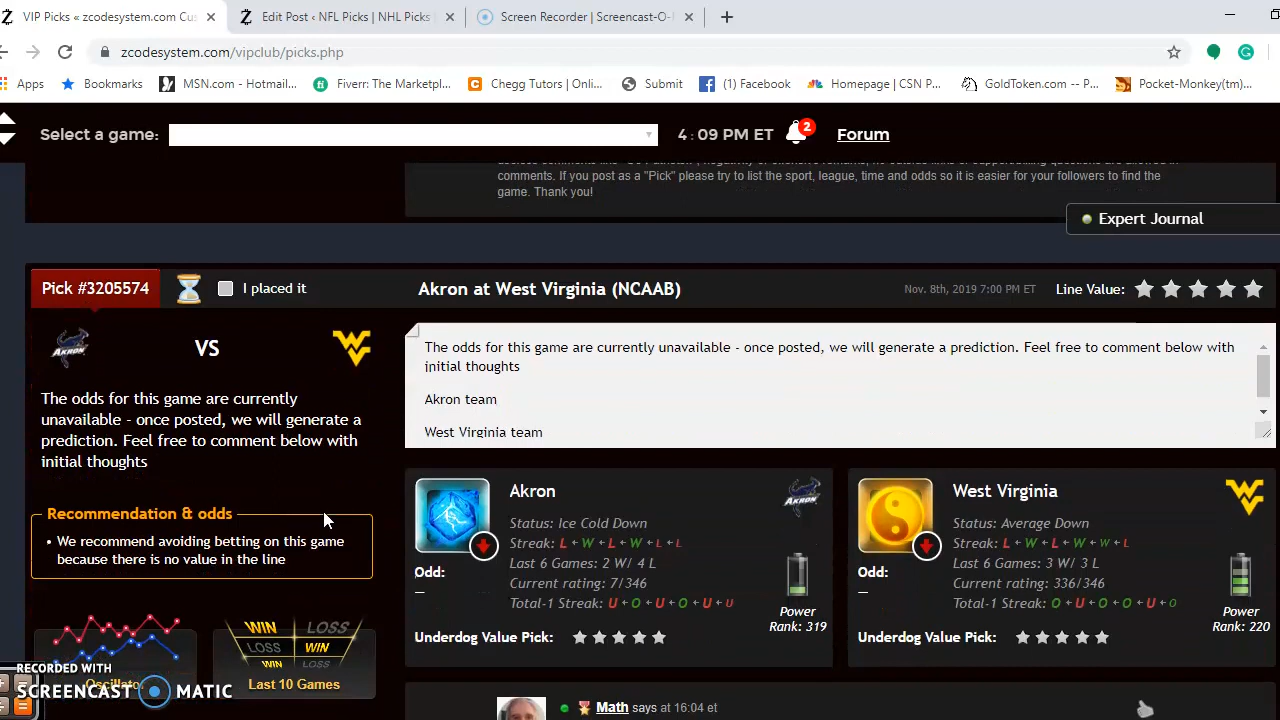 VIP Picks « zcodesystem.com Cus
Edit Post ‹ NFL Picks | NHL Picks
Screen Recorder | Screencast-O-
zcodesystem.com/vipclub/picks.php
Apps
Bookmarks
MSN.com - Hotmail...
Fiverr: The Marketpl...
Chegg Tutors | Onli...
Submit
(1) Facebook
Homepage | CSN P...
GoldToken.com -- P...
Pocket-Monkey(tm)...
Select a game:
4:09 PM ET
2
Forum
comments. If you post as a "Pick" please try to list the sport, league, time and odds so it is easier for your followers to find the
game. Thank you!
Expert Journal
Pick #3205574
I placed it
Akron at West Virginia (NCAAB)
Nov. 8th, 2019 7:00 PM ET
Line Value:
AKRON
VS
The odds for this game are currently
unavailable - once posted, we will generate a
prediction. Feel free to comment below with
initial thoughts
Recommendation & odds
• We recommend avoiding betting on this game
because there is no value in the line
The odds for this game are currently unavailable - once posted, we will generate a prediction. Feel free to comment below with
initial thoughts
Akron team
West Virginia team
Akron
Status: Ice Cold Down
Streak: L ← W ← L ← W ← L ← L
Last 6 Games: 2 W/ 4 L
Current rating: 7/346
Total-1 Streak: U ← O ← U ← O ← U ← U
Odd:
—
Power
Rank: 319
Underdog Value Pick:
West Virginia
Status: Average Down
Streak: L ← W ← L ← W ← W ← L
Last 6 Games: 3 W/ 3 L
Current rating: 336/346
Total-1 Streak: O ← U ← O ← O ← U ← O
Odd:
—
Power
Rank: 220
Underdog Value Pick:
WIN LOSS
LOSS WIN
WIN LOSS
Last 10 Games
RECORDED WITH
SCREENCAST MATIC
Math says at 16:04 et